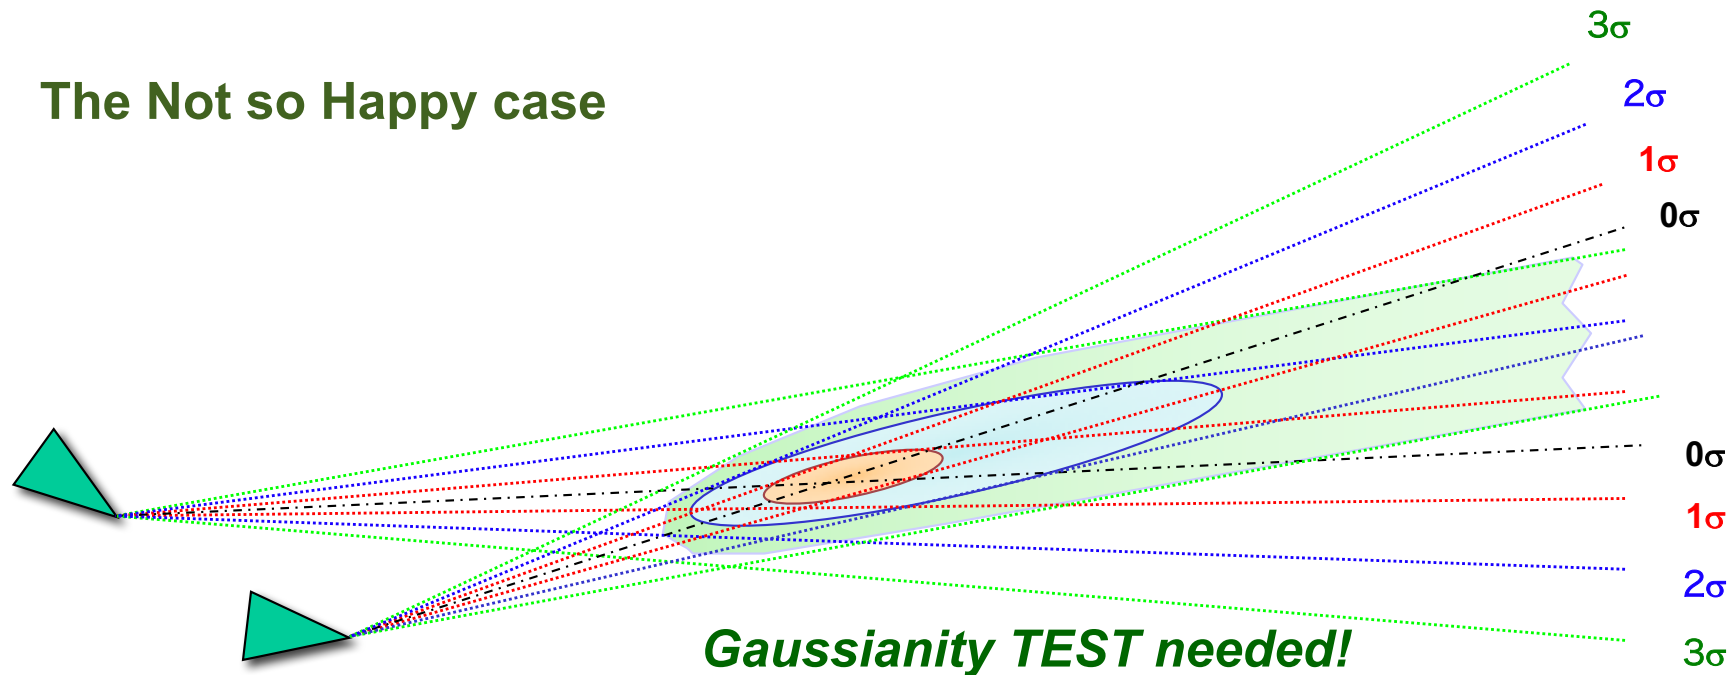 3σ
2σ
The Not so Happy case
1σ
0σ
0σ
1σ
2σ
Gaussianity TEST needed!
3σ